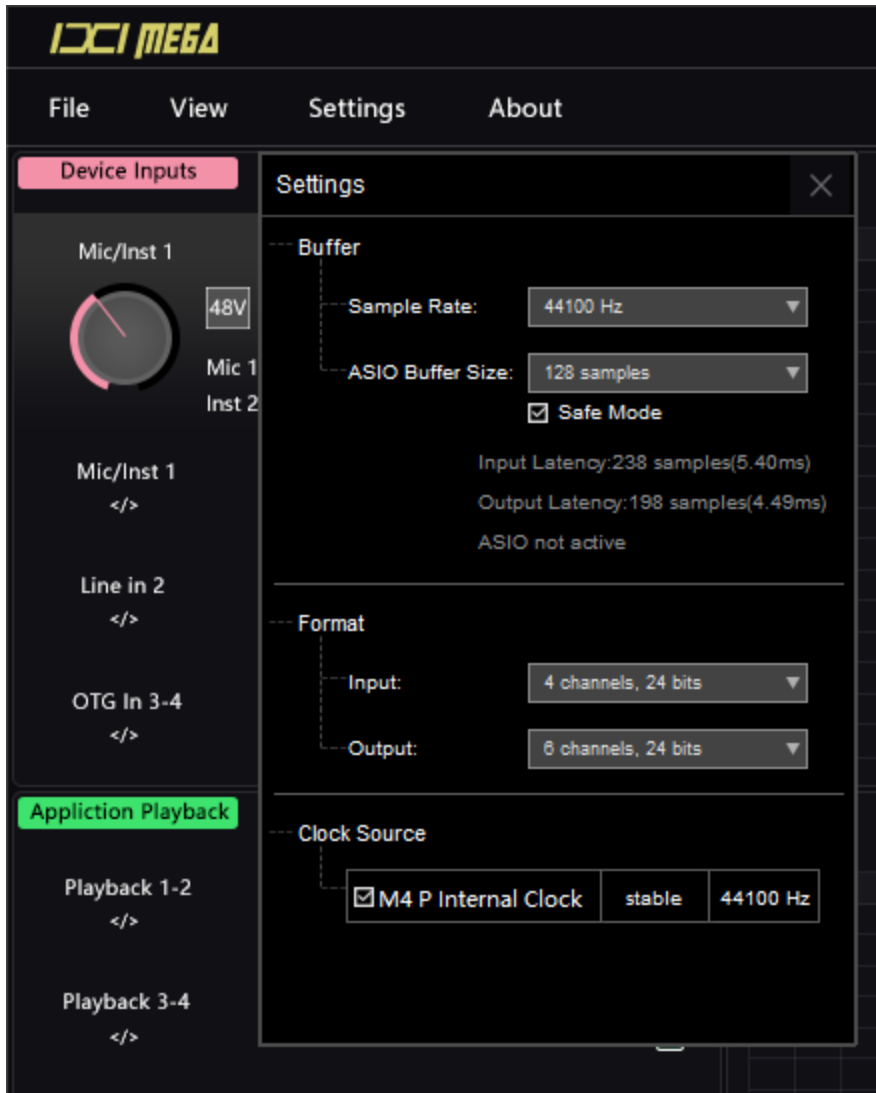 IXI MEGA
File View Settings About
Device Inputs
Settings
Mic/Inst 1
48V
Mic 1
Inst 2
Mic/Inst 1
</>
Line in 2
</>
OTG In 3-4
</>
Buffer
Sample Rate: 44100 Hz
ASIO Buffer Size: 128 samples
Safe Mode
Input Latency:238 samples(5.40ms)
Output Latency:198 samples(4.49ms)
ASIO not active
Format
Input: 4 channels, 24 bits
Output: 6 channels, 24 bits
Clock Source
M4 P Internal Clock stable 44100 Hz
Appliction Playback
Playback 1-2
</>
Playback 3-4
</>